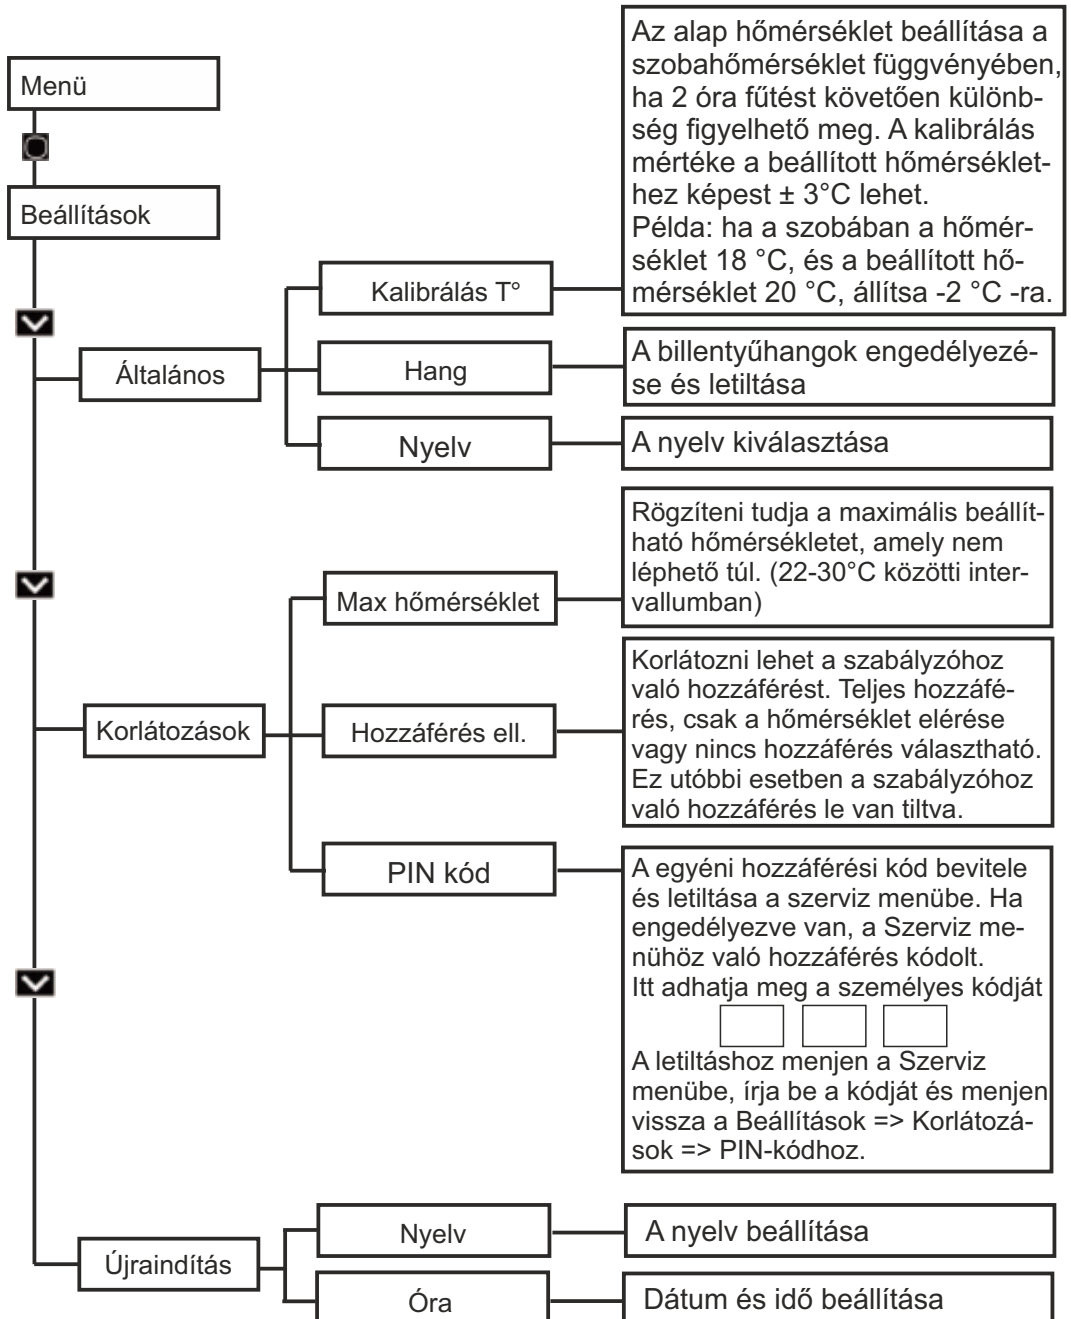 Menü
Beállítások
Általános
Kalibrálás T°
Az alap hőmérséklet beállítása a
szobahőmérséklet függvényében,
ha 2 óra fűtést követően különb-
ség figyelhető meg. A kalibrálás
mértéke a beállított hőmérséklet-
hez képest ± 3°C lehet.
Példa: ha a szobában a hőmér-
séklet 18 °C, és a beállított hő-
mérséklet 20 °C, állítsa -2 °C -ra.
Hang
A billentyűhangok engedélyezé-
se és letiltása
Nyelv
A nyelv kiválasztása
Korlátozások
Max hőmérséklet
Rögzíteni tudja a maximális beállít-
ható hőmérsékletet, amely nem
léphető túl. (22-30°C közötti inter-
vallumban)
Hozzáférés ell.
Korlátozni lehet a szabályzóhoz
való hozzáférést. Teljes hozzáfé-
rés, csak a hőmérséklet elérése
vagy nincs hozzáférés választható.
Ez utóbbi esetben a szabályzóhoz
való hozzáférés le van tiltva.
PIN kód
A egyéni hozzáférési kód bevitele
és letiltása a szerviz menübe. Ha
engedélyezve van, a Szerviz me-
nühöz való hozzáférés kódolt.
Itt adhatja meg a személyes kódját
A letiltáshoz menjen a Szerviz
menübe, írja be a kódját és menjen
vissza a Beállítások => Korlátozá-
sok => PIN-kódhoz.
Újraindítás
Nyelv
A nyelv beállítása
Óra
Dátum és idő beállítása